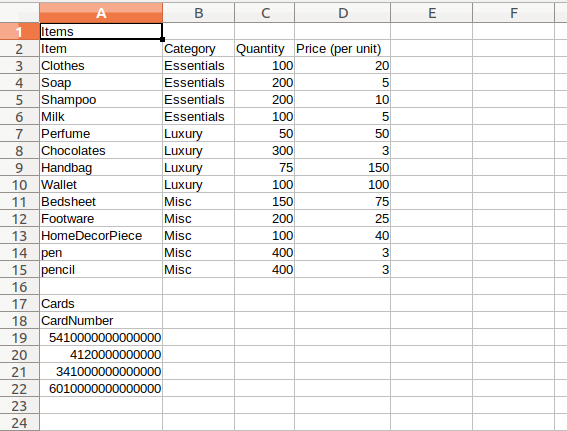 A B C D E F
1 Items
2 Item Category Quantity Price (per unit)
3 Clothes Essentials 100 20
4 Soap Essentials 200 5
5 Shampoo Essentials 200 10
6 Milk Essentials 100 5
7 Perfume Luxury 50 50
8 Chocolates Luxury 300 3
9 Handbag Luxury 75 150
10 Wallet Luxury 100 100
11 Bedsheet Misc 150 75
12 Footware Misc 200 25
13 HomeDecorPiece Misc 100 40
14 pen Misc 400 3
15 pencil Misc 400 3
16
17 Cards
18 CardNumber
19 5410000000000000
20 4120000000000
21 341000000000000
22 6010000000000000
23
24